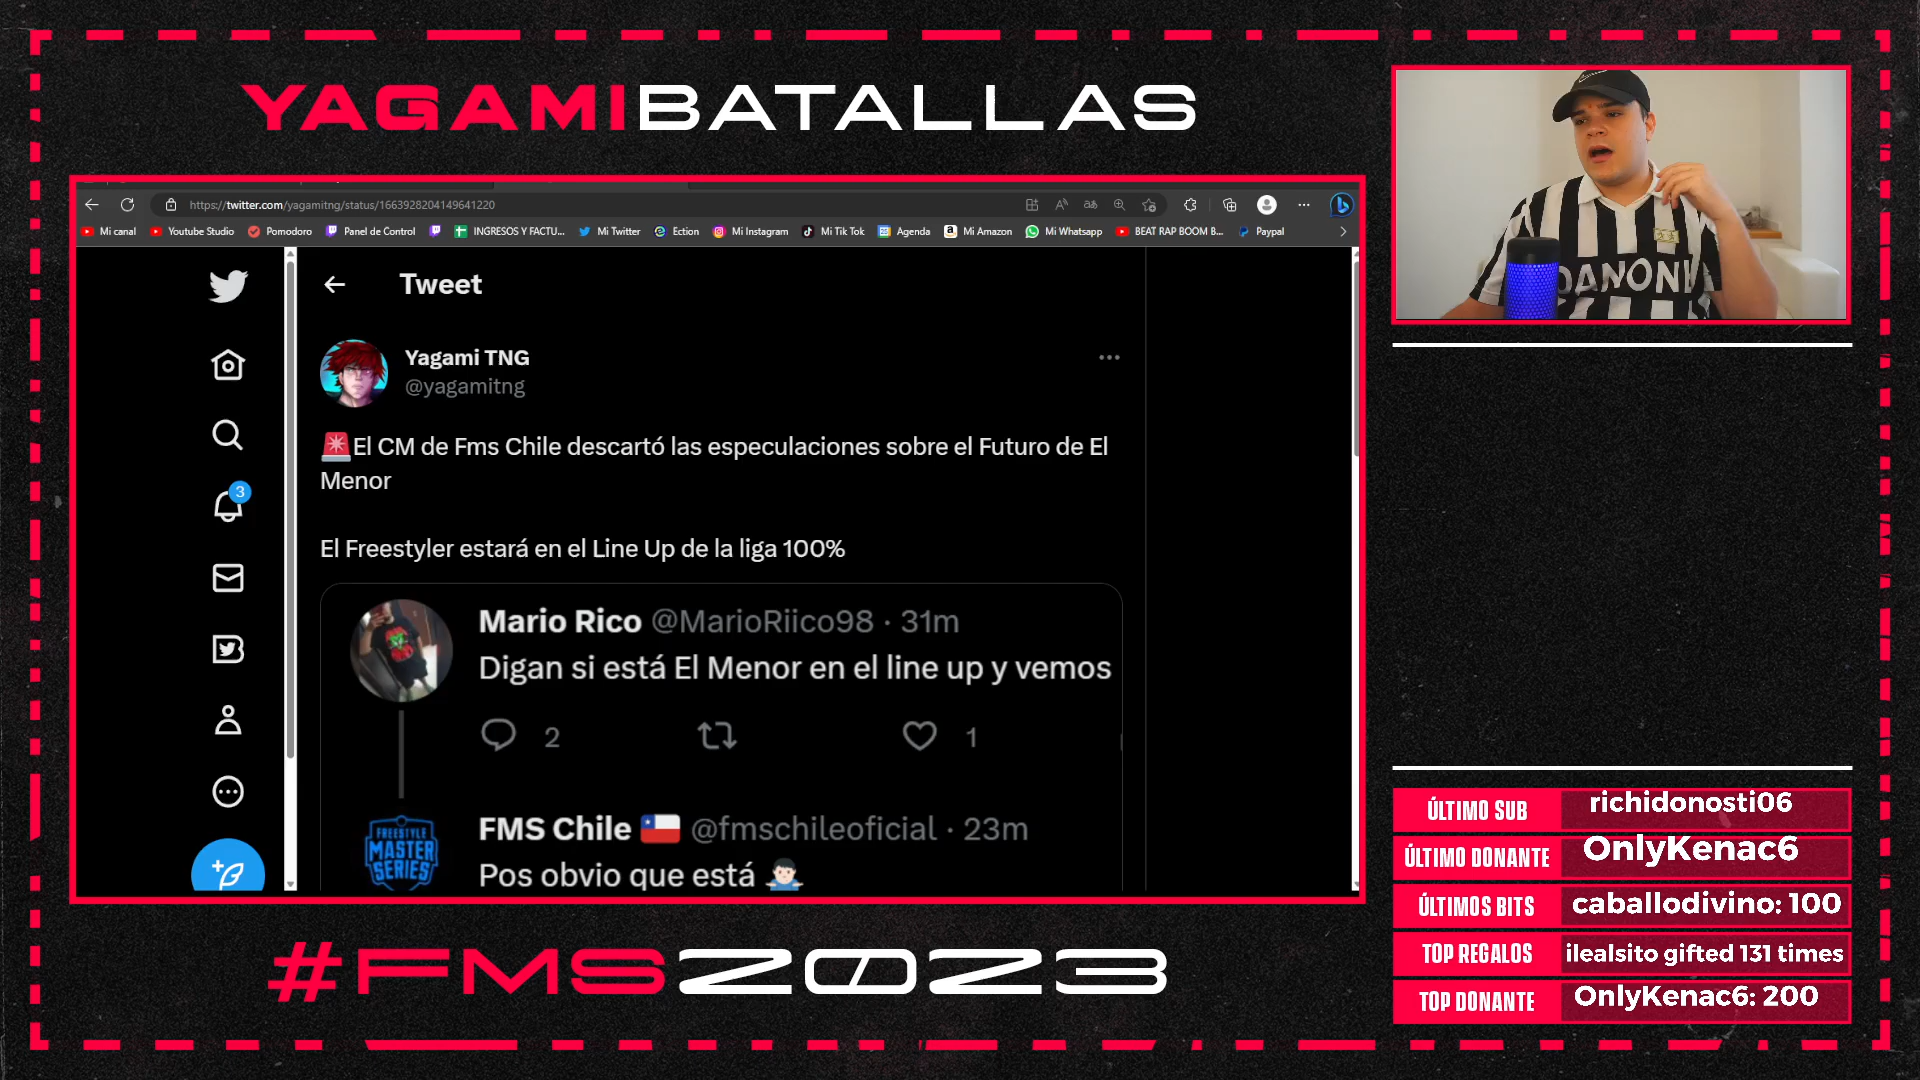 YAGAMIBATALLAS
https://twitter.com/yagamitng/status/1663928204149641220
Mi canal
Youtube Studio
Pomodoro
Panel de Control
INGRESOS Y FACTU...
Mi Twitter
Ection
Mi Instagram
Mi Tik Tok
Agenda
Mi Amazon
Mi Whatsapp
BEAT RAP BOOM B...
Paypal
Tweet
Yagami TNG
@yagamitng
🚨El CM de Fms Chile descartó las especulaciones sobre el Futuro de El
Menor
El Freestyler estará en el Line Up de la liga 100%
3
Mario Rico @MarioRiico98 · 31m
Digan si está El Menor en el line up y vemos
2
1
FREESTYLE
MASTER
SERIES
FMS Chile 🇨🇱 @fmschileoficial · 23m
Pos obvio que está 🤷🏻‍♂️
DANON
ÚLTIMO SUB
richidonosti06
ÚLTIMO DONANTE
OnlyKenac6
ÚLTIMOS BITS
caballodivino: 100
TOP REGALOS
ilealsito gifted 131 times
TOP DONANTE
OnlyKenac6: 200
#FMS2023